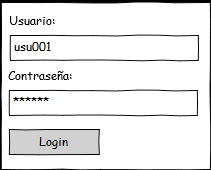 Usuario:
usu001
Contraseña:
******
Login